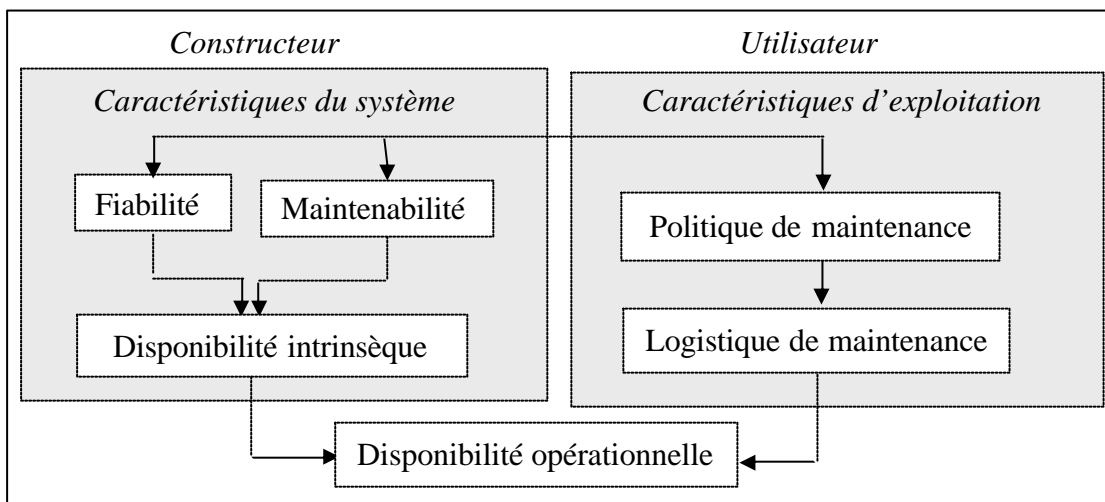 Constructeur
Utilisateur
Caractéristiques du système
Caractéristiques d'exploitation
Fiabilité
Maintenabilité
Politique de maintenance
Disponibilité intrinsèque
Logistique de maintenance
Disponibilité opérationnelle